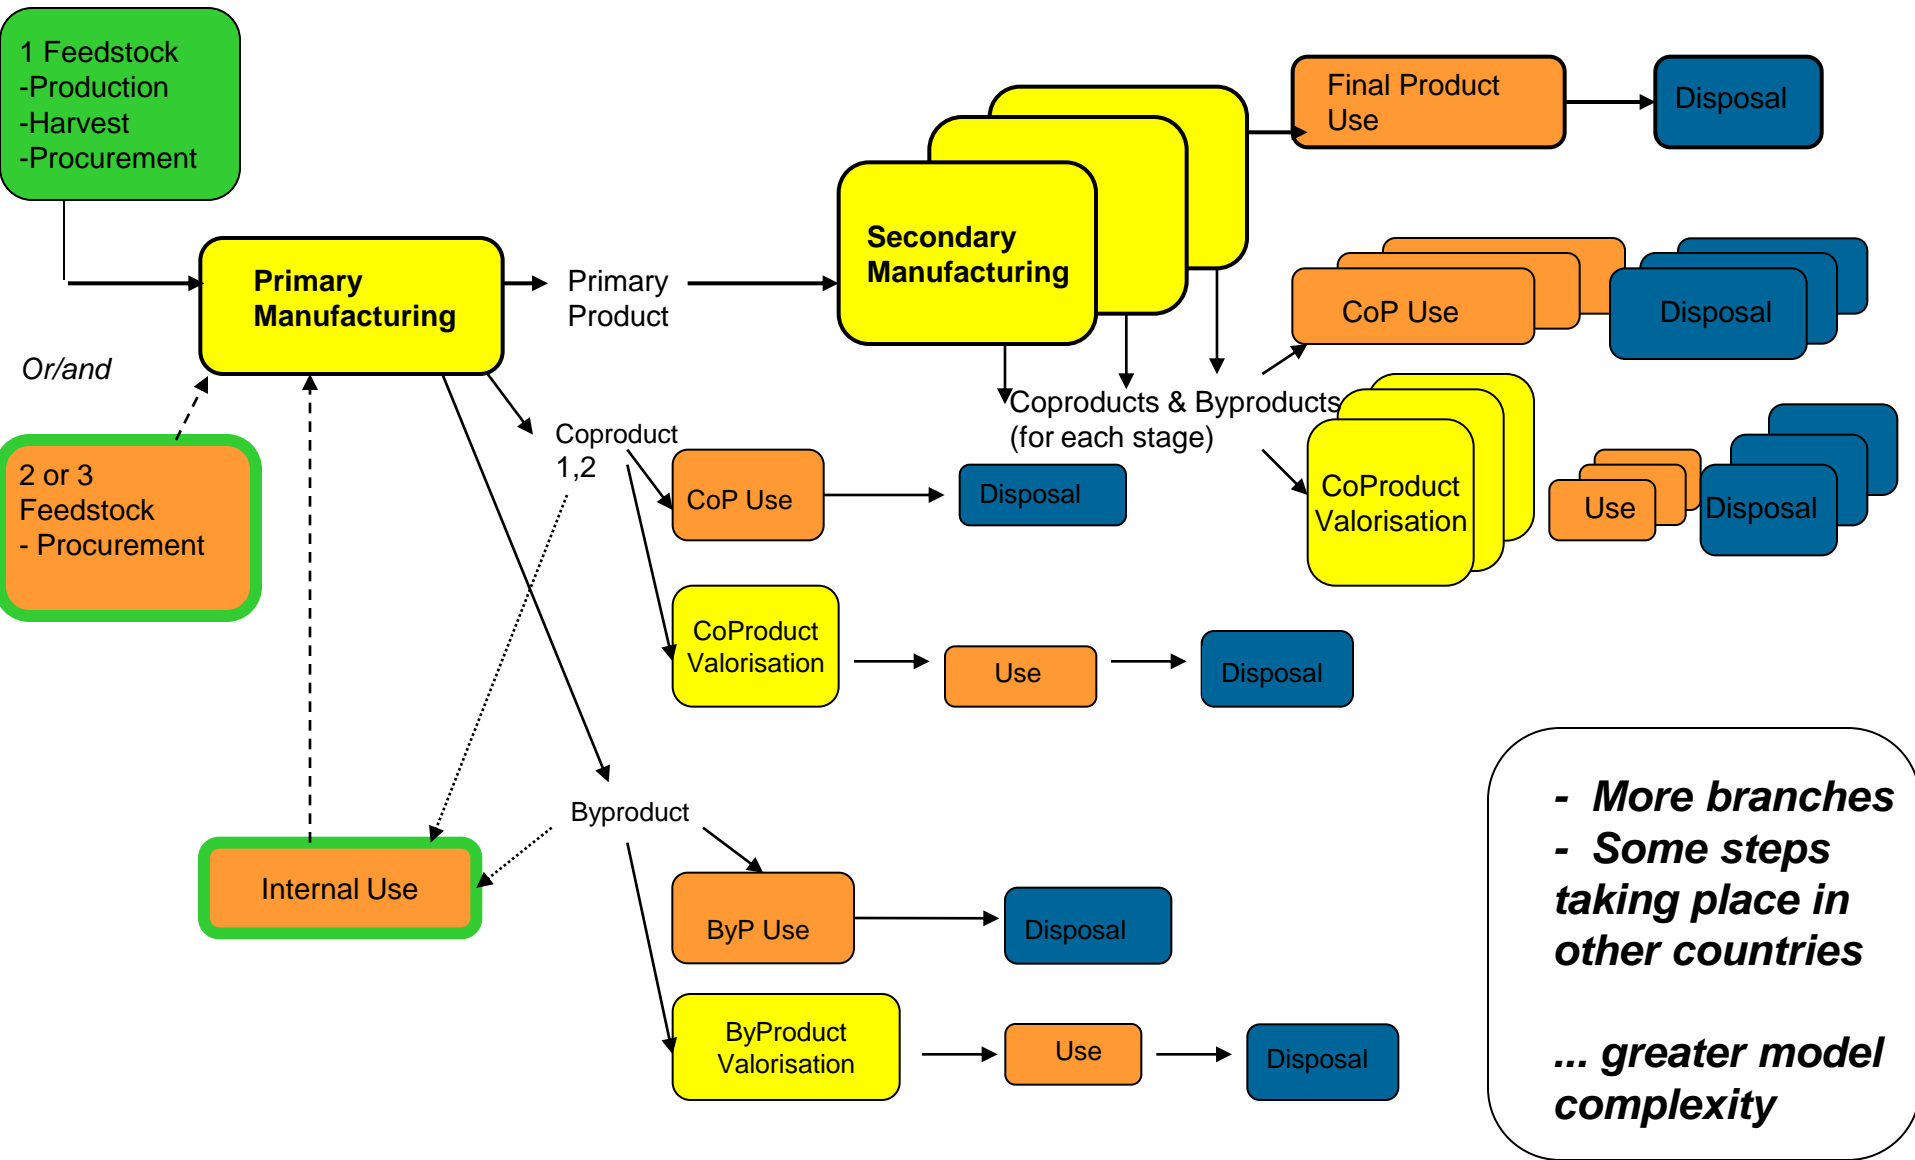 1 Feedstock
-Production
-Harvest
-Procurement
Final Product
Use
Disposal
Primary
Manufacturing
Primary
Product
Secondary
Manufacturing
CoP Use
Disposal
Or/and
Coproducts & Byproducts
(for each stage)
2 or 3
Feedstock
- Procurement
Coproduct
1,2
CoP Use
Disposal
CoProduct
Valorisation
Use
Disposal
CoProduct
Valorisation
Use
Disposal
Byproduct
Internal Use
ByP Use
Disposal
ByProduct
Valorisation
Use
Disposal
- More branches
- Some steps
taking place in
other countries
... greater model
complexity